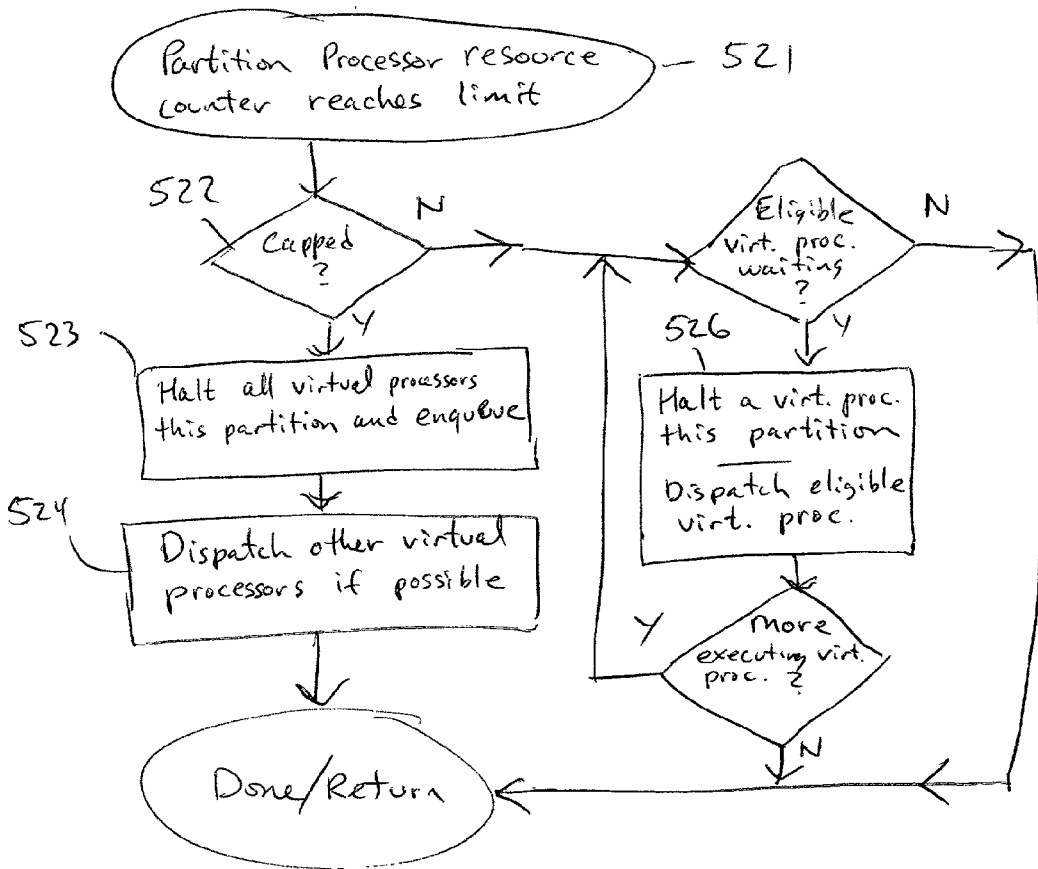 Partition Processor resource
counter reaches limit
521
522
Capped
?
N
Y
523
Halt all virtual processors
this partition and enqueue
524
Dispatch other virtual
processors if possible
Done/Return
Eligible
virt. proc.
waiting
?
N
Y
526
Halt a virt. proc.
this partition
Dispatch eligible
virt. proc.
More
executing virt.
proc. ?
Y
N